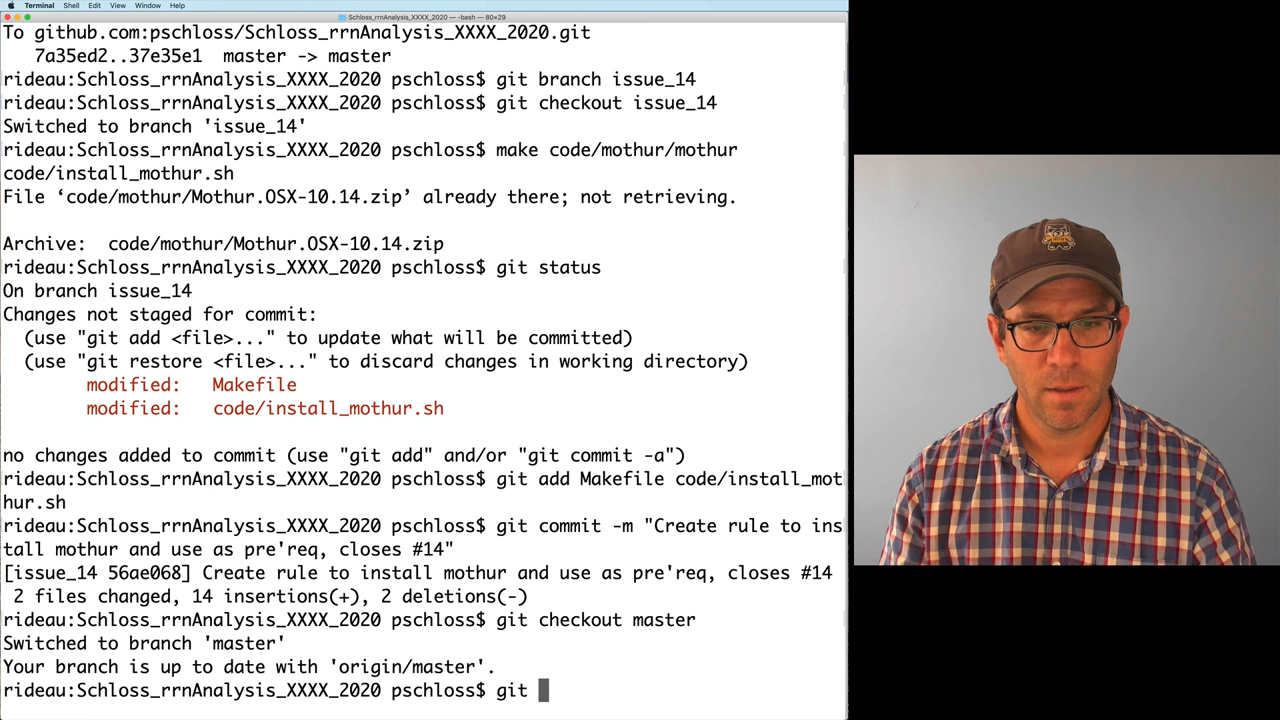 Terminal Shell Edit View Window Help
Schloss_rrnAnalysis_XXXX_2020 — -bash — 80×29
To github.com:pschloss/Schloss_rrnAnalysis_XXXX_2020.git
7a35ed2..37e35e1 master -> master
rideau:Schloss_rrnAnalysis_XXXX_2020 pschloss$ git branch issue_14
rideau:Schloss_rrnAnalysis_XXXX_2020 pschloss$ git checkout issue_14
Switched to branch 'issue_14'
rideau:Schloss_rrnAnalysis_XXXX_2020 pschloss$ make code/mothur/mothur
code/install_mothur.sh
File ‘code/mothur/Mothur.OSX-10.14.zip’ already there; not retrieving.
Archive: code/mothur/Mothur.OSX-10.14.zip
rideau:Schloss_rrnAnalysis_XXXX_2020 pschloss$ git status
On branch issue_14
Changes not staged for commit:
(use "git add <file>..." to update what will be committed)
(use "git restore <file>..." to discard changes in working directory)
modified: Makefile
modified: code/install_mothur.sh
no changes added to commit (use "git add" and/or "git commit -a")
rideau:Schloss_rrnAnalysis_XXXX_2020 pschloss$ git add Makefile code/install_mot
hur.sh
rideau:Schloss_rrnAnalysis_XXXX_2020 pschloss$ git commit -m "Create rule to ins
tall mothur and use as pre'req, closes #14"
[issue_14 56ae068] Create rule to install mothur and use as pre'req, closes #14
2 files changed, 14 insertions(+), 2 deletions(-)
rideau:Schloss_rrnAnalysis_XXXX_2020 pschloss$ git checkout master
Switched to branch 'master'
Your branch is up to date with 'origin/master'.
rideau:Schloss_rrnAnalysis_XXXX_2020 pschloss$ git